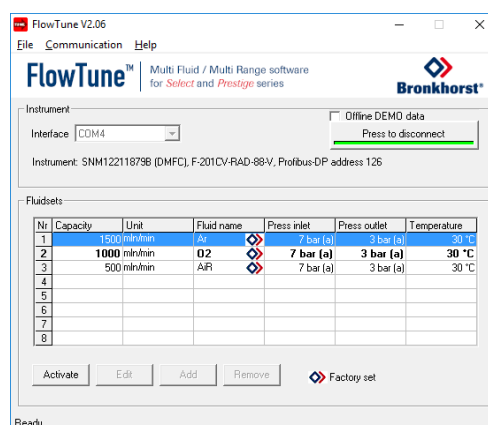 FlowTune V2.06
File Communication Help
FlowTune™ Multi Fluid / Multi Range software
for Select and Prestige series
Bronkhorst®
Instrument
Offline DEMO data
Interface COM4 Press to disconnect
Instrument: SNM12211879B (DMFC), F-201CV-RAD-88-V, Profibus-DP address 126
Fluidsets
Nr Capacity Unit Fluid name Press inlet Press outlet Temperature
1 1500 mln/min Ar 7 bar (a) 3 bar (a) 30 °C
2 1000 mln/min O2 7 bar (a) 3 bar (a) 30 °C
3 500 mln/min AiR 7 bar (a) 3 bar (a) 30 °C
4
5
6
7
8
Activate Edit Add Remove Factory set
Ready